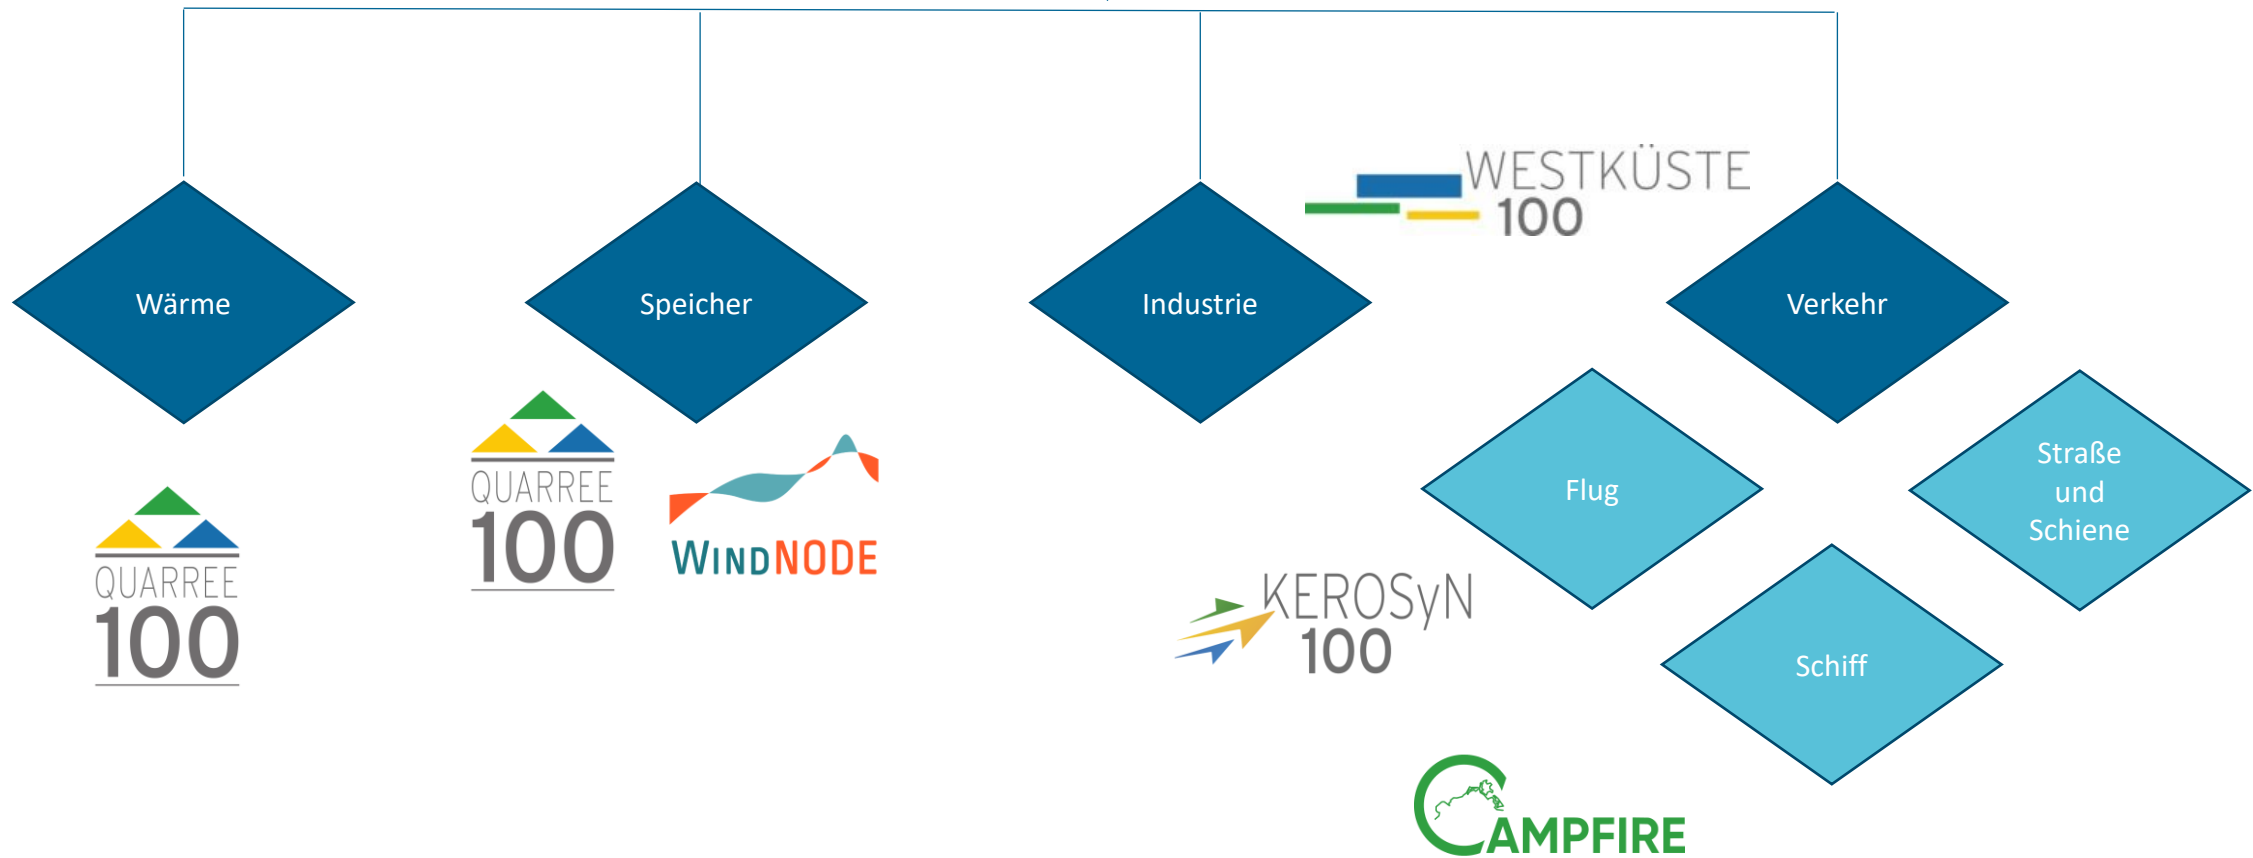 WESTKÜSTE
100
Wärme
Speicher
Industrie
Verkehr
QUARREE
100
QUARREE
100
WINDNODE
Flug
Straße
und
Schiene
KEROSyN
100
Schiff
CAMPFIRE